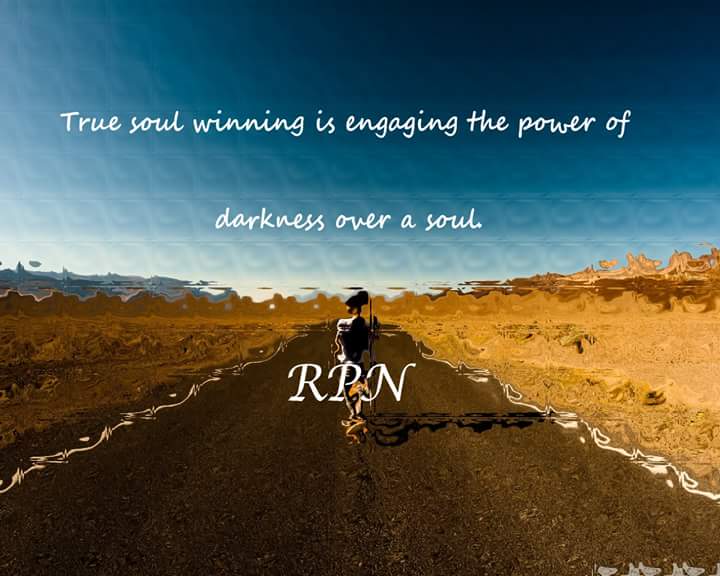 True soul winning is engaging the power of
darkness over a soul.
RPN